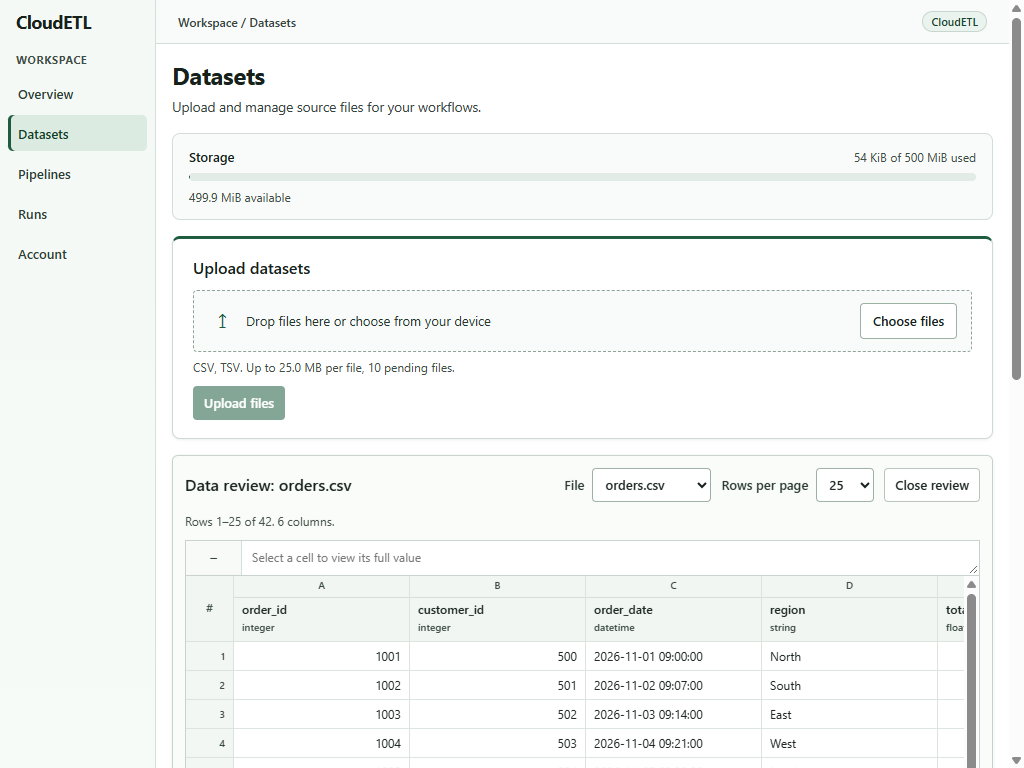 CloudETL
WORKSPACE
Overview
Datasets
Pipelines
Runs
Account
Workspace / Datasets
CloudETL
Datasets
Upload and manage source files for your workflows.
Storage
54 KiB of 500 MiB used
499.9 MiB available
Upload datasets
Drop files here or choose from your device
Choose files
CSV, TSV. Up to 25.0 MB per file, 10 pending files.
Upload files
Data review: orders.csv
File
orders.csv
Rows per page
25
Close review
Rows 1–25 of 42. 6 columns.
– Select a cell to view its full value
A B C D
# order_id customer_id order_date region
integer integer datetime string
1 1001 500 2026-11-01 09:00:00 North
2 1002 501 2026-11-02 09:07:00 South
3 1003 502 2026-11-03 09:14:00 East
4 1004 503 2026-11-04 09:21:00 West